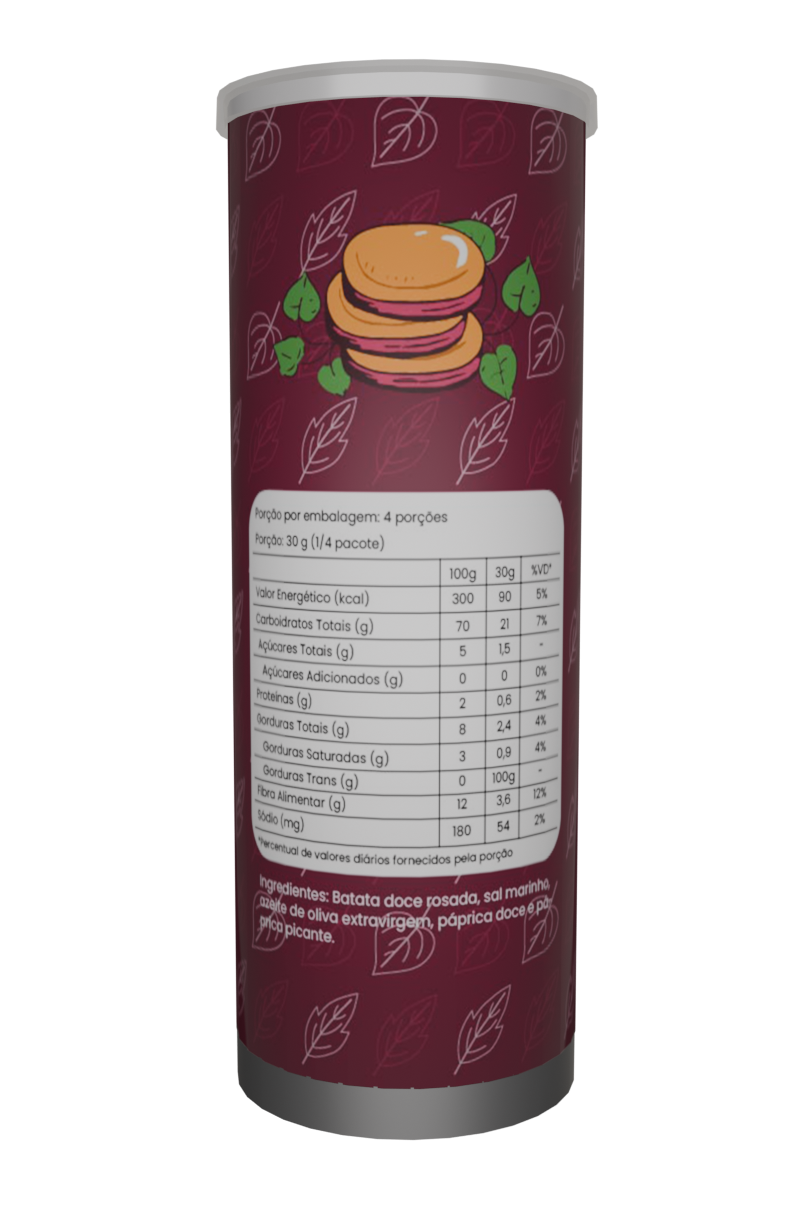 Porção por embalagem: 4 porções
Porção: 30 g (1/4 pacote)
100g 30g %VD*
Valor Energético (kcal) 300 90 5%
Carboidratos Totais (g) 70 21 7%
Açúcares Totais (g) 5 1,5 -
Açúcares Adicionados (g) 0 0 0%
Proteínas (g) 2 0,6 2%
Gorduras Totais (g) 8 2,4 4%
Gorduras Saturadas (g) 3 0,9 4%
Gorduras Trans (g) 0 100g -
Fibra Alimentar (g) 12 3,6 12%
Sódio (mg) 180 54 2%
*Percentual de valores diários fornecidos pela porção
Ingredientes: Batata doce rosada, sal marinho,
azeite de oliva extravirgem, páprica doce e pá-
prica picante.